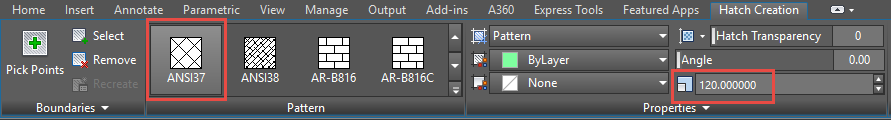 Home Insert Annotate Parametric View Manage Output Add-ins A360 Express Tools Featured Apps Hatch Creation
Pick Points
Select
Remove
Recreate
Boundaries
ANSI37
ANSI38
AR-B816
AR-B816C
Pattern
Pattern
ByLayer
None
Hatch Transparency 0
Angle 0.00
120.000000
Properties